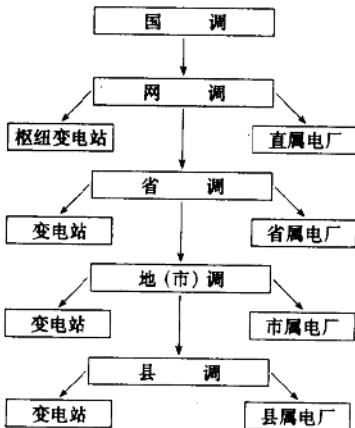 国 调
网 调
枢纽变电站 直属电厂
省 调
变电站 省属电厂
地(市)调
变电站 市属电厂
县 调
变电站 县属电厂